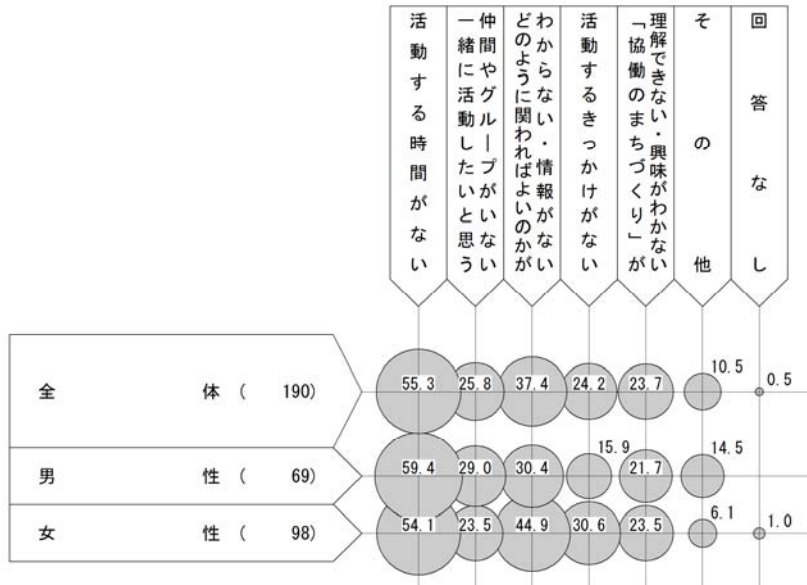 活動する時間がない
一緒に活動したいと思う
仲間やグループがいない
どのように関わればよいのかが
わからない・情報がない
活動するきっかけがない
「協働のまちづくり」が
理解できない・興味がわかない
その他
回答なし
全体(190) 55.3 25.8 37.4 24.2 23.7 10.5 0.5
男性(69) 59.4 29.0 30.4 15.9 21.7 14.5
女性(98) 54.1 23.5 44.9 30.6 23.5 6.1 1.0